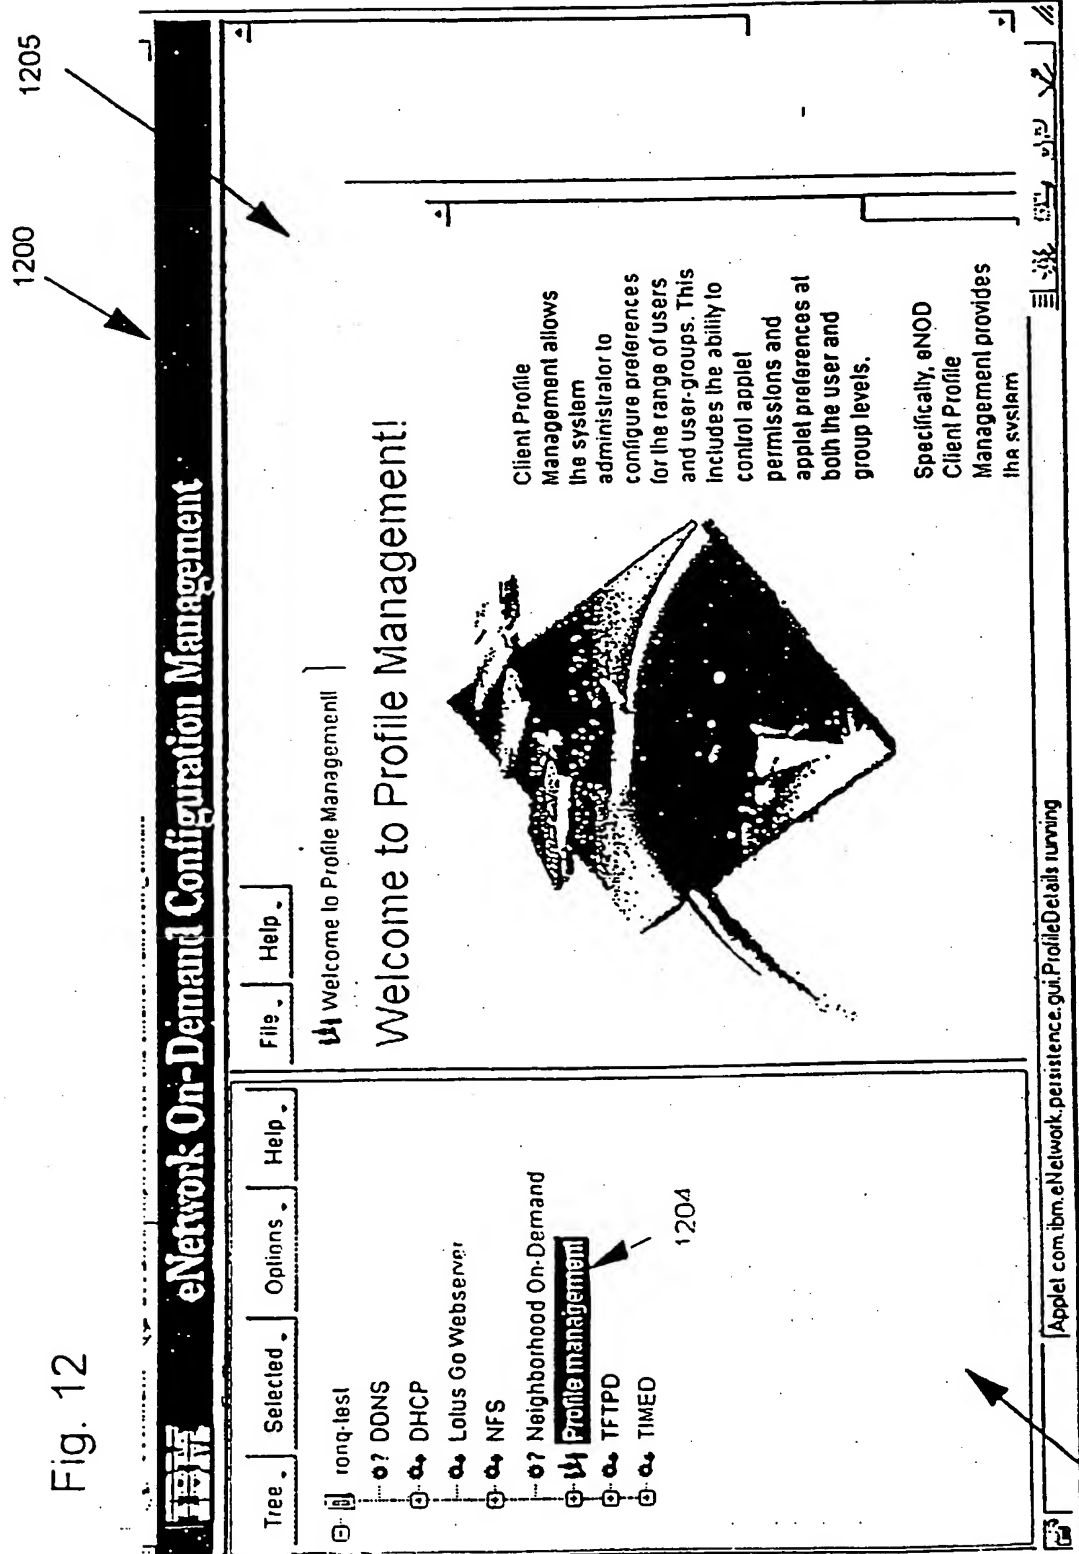 Fig. 12
1200
1205
IBM
eNetwork On-Demand Configuration Management
Tree
Selected
Options
Help
ronq-test
DDNS
DHCP
Lotus Go Webserver
NFS
Neighborhood On-Demand
Profile management
TFTPD
TIMED
1204
File
Help
Welcome to Profile Management!!
Welcome to Profile Management!
Client Profile
Management allows
the system
administrator to
configure preferences
for the range of users
and user-groups. This
includes the ability to
control applet
permissions and
applet preferences at
both the user and
group levels.
Specifically, eNOD
Client Profile
Management provides
the system
Applet com.ibm.eNetwork.persistence.gui.ProfileDetails running